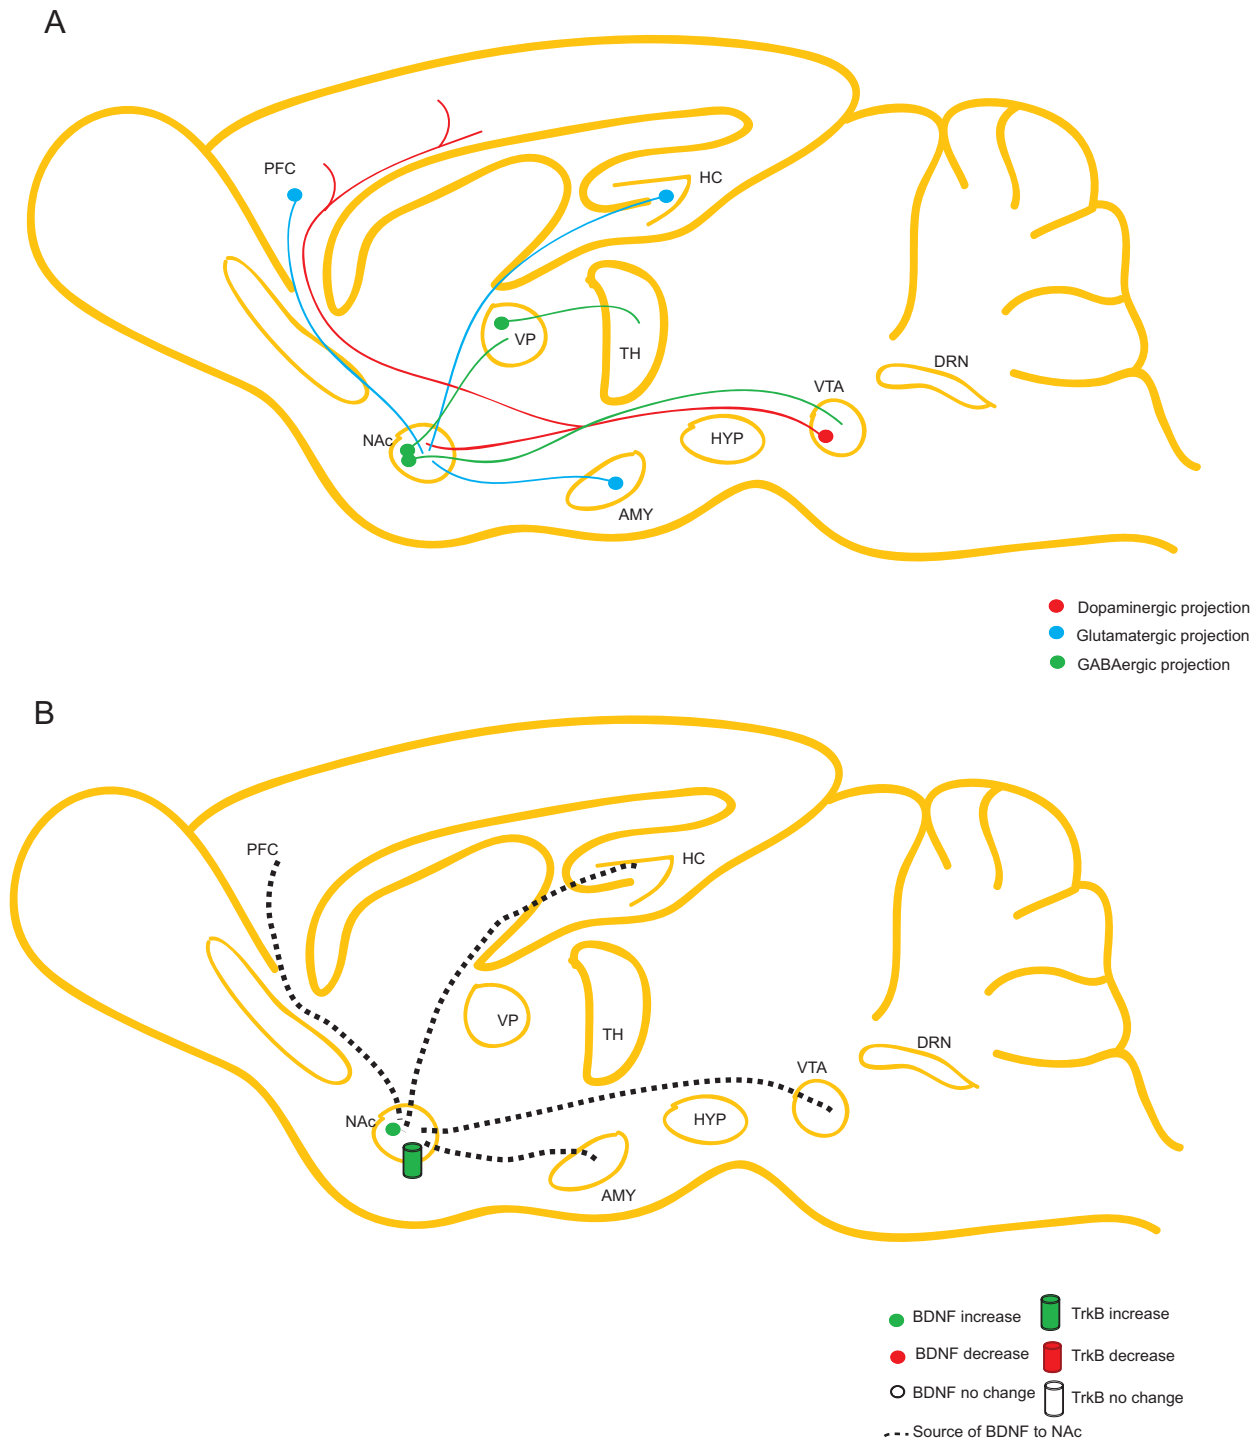 A
PFC
HC
VP
TH
DRN
VTA
NAc
HYP
AMY
Dopaminergic projection
Glutamatergic projection
GABAergic projection
B
PFC
HC
VP
TH
DRN
VTA
NAc
HYP
AMY
BDNF increase TrkB increase
BDNF decrease TrkB decrease
BDNF no change TrkB no change
Source of BDNF to NAc